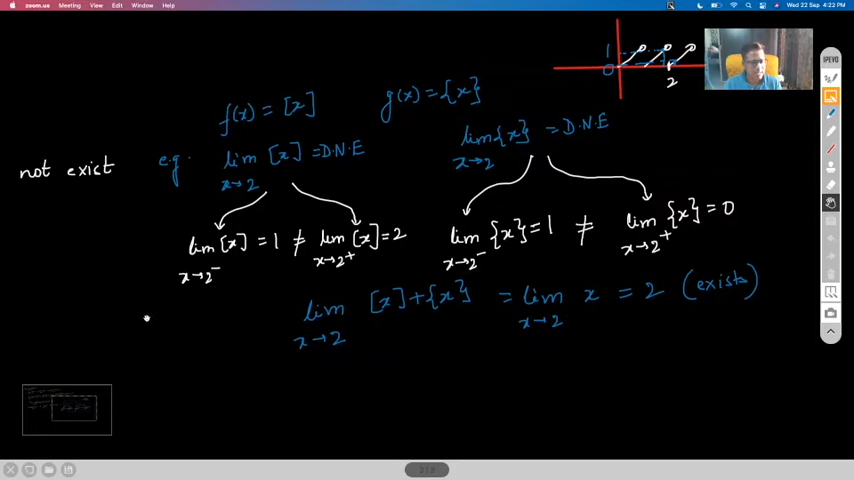 zoom.us Meeting View Edit Window Help Wed 22 Sep 4:22 PM
1
0
2
IPEVO
f(x) = [x] g(x) = {x}
not exist e.g. lim x→2 [x] = D.N.E lim x→2 {x} = D.N.E
lim x→2⁻ [x] = 1 ≠ lim x→2⁺ [x] = 2 lim x→2⁻ {x} = 1 ≠ lim x→2⁺ {x} = 0
lim x→2 [x] + {x} = lim x→2 x = 2 (exists)